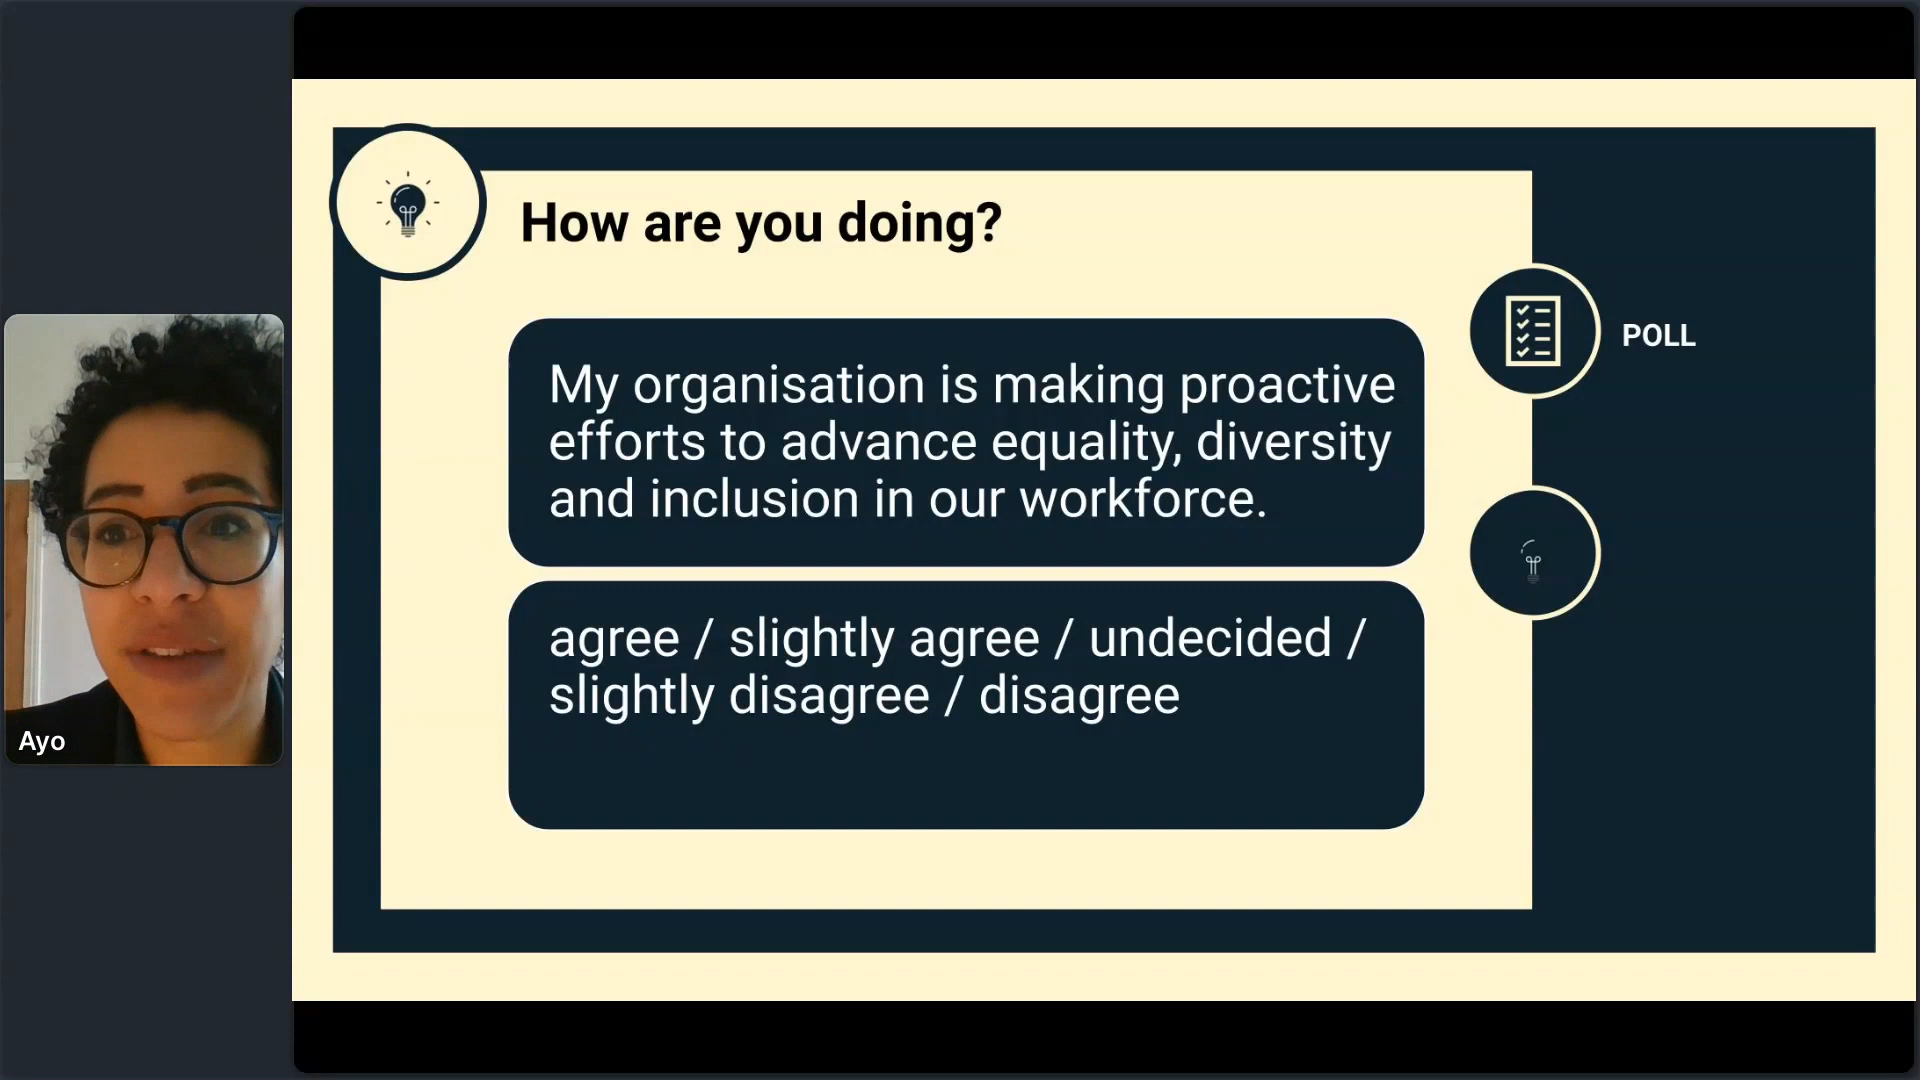 How are you doing?
My organisation is making proactive
efforts to advance equality, diversity
and inclusion in our workforce.
agree / slightly agree / undecided /
slightly disagree / disagree
POLL
Ayo